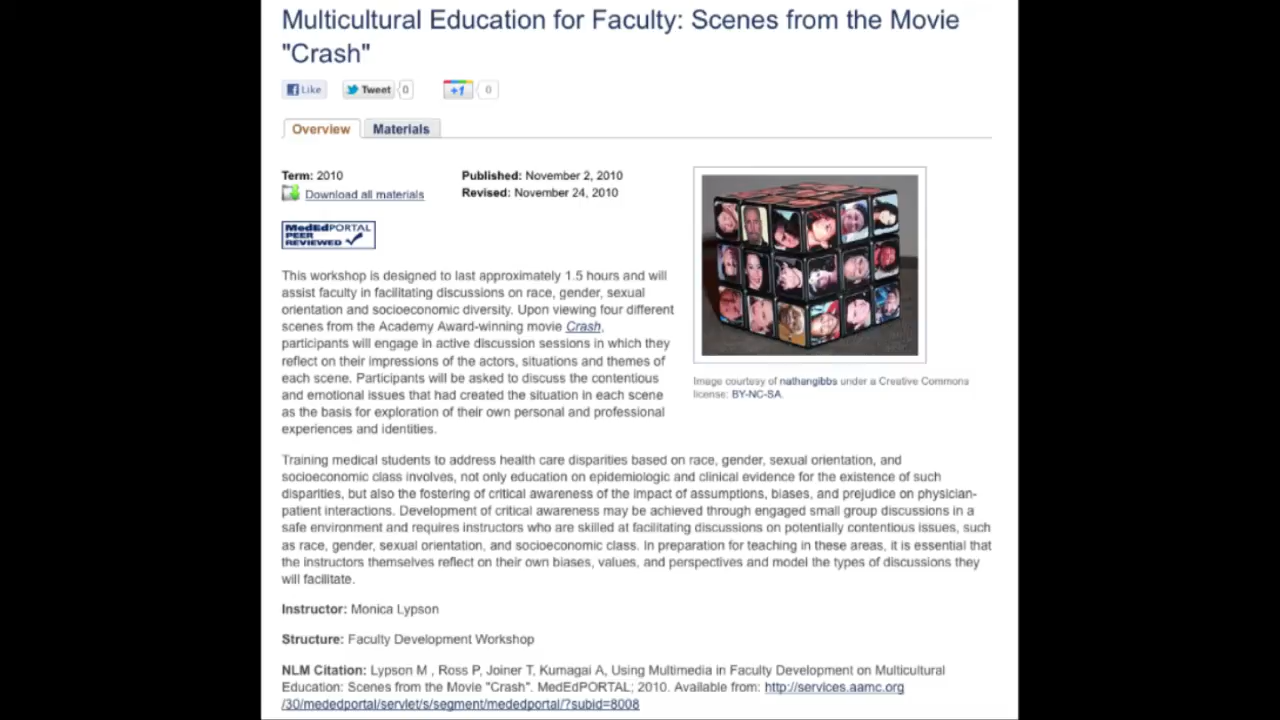 Multicultural Education for Faculty: Scenes from the Movie
"Crash"
Like
Tweet 0
+1 0
Overview
Materials
Term: 2010
Download all materials
Published: November 2, 2010
Revised: November 24, 2010
MedEdPORTAL
PEER
REVIEWED
This workshop is designed to last approximately 1.5 hours and will
assist faculty in facilitating discussions on race, gender, sexual
orientation and socioeconomic diversity. Upon viewing four different
scenes from the Academy Award-winning movie Crash,
participants will engage in active discussion sessions in which they
reflect on their impressions of the actors, situations and themes of
each scene. Participants will be asked to discuss the contentious
and emotional issues that had created the situation in each scene
as the basis for exploration of their own personal and professional
experiences and identities.
Image courtesy of nathangibbs under a Creative Commons
license: BY-NC-SA.
Training medical students to address health care disparities based on race, gender, sexual orientation, and
socioeconomic class involves, not only education on epidemiologic and clinical evidence for the existence of such
disparities, but also the fostering of critical awareness of the impact of assumptions, biases, and prejudice on physician-
patient interactions. Development of critical awareness may be achieved through engaged small group discussions in a
safe environment and requires instructors who are skilled at facilitating discussions on potentially contentious issues, such
as race, gender, sexual orientation, and socioeconomic class. In preparation for teaching in these areas, it is essential that
the instructors themselves reflect on their own biases, values, and perspectives and model the types of discussions they
will facilitate.
Instructor: Monica Lypson
Structure: Faculty Development Workshop
NLM Citation: Lypson M , Ross P, Joiner T, Kumagai A, Using Multimedia in Faculty Development on Multicultural
Education: Scenes from the Movie "Crash". MedEdPORTAL; 2010. Available from: http://services.aamc.org
/30/mededportal/servlet/s/segment/mededportal/?subid=8008